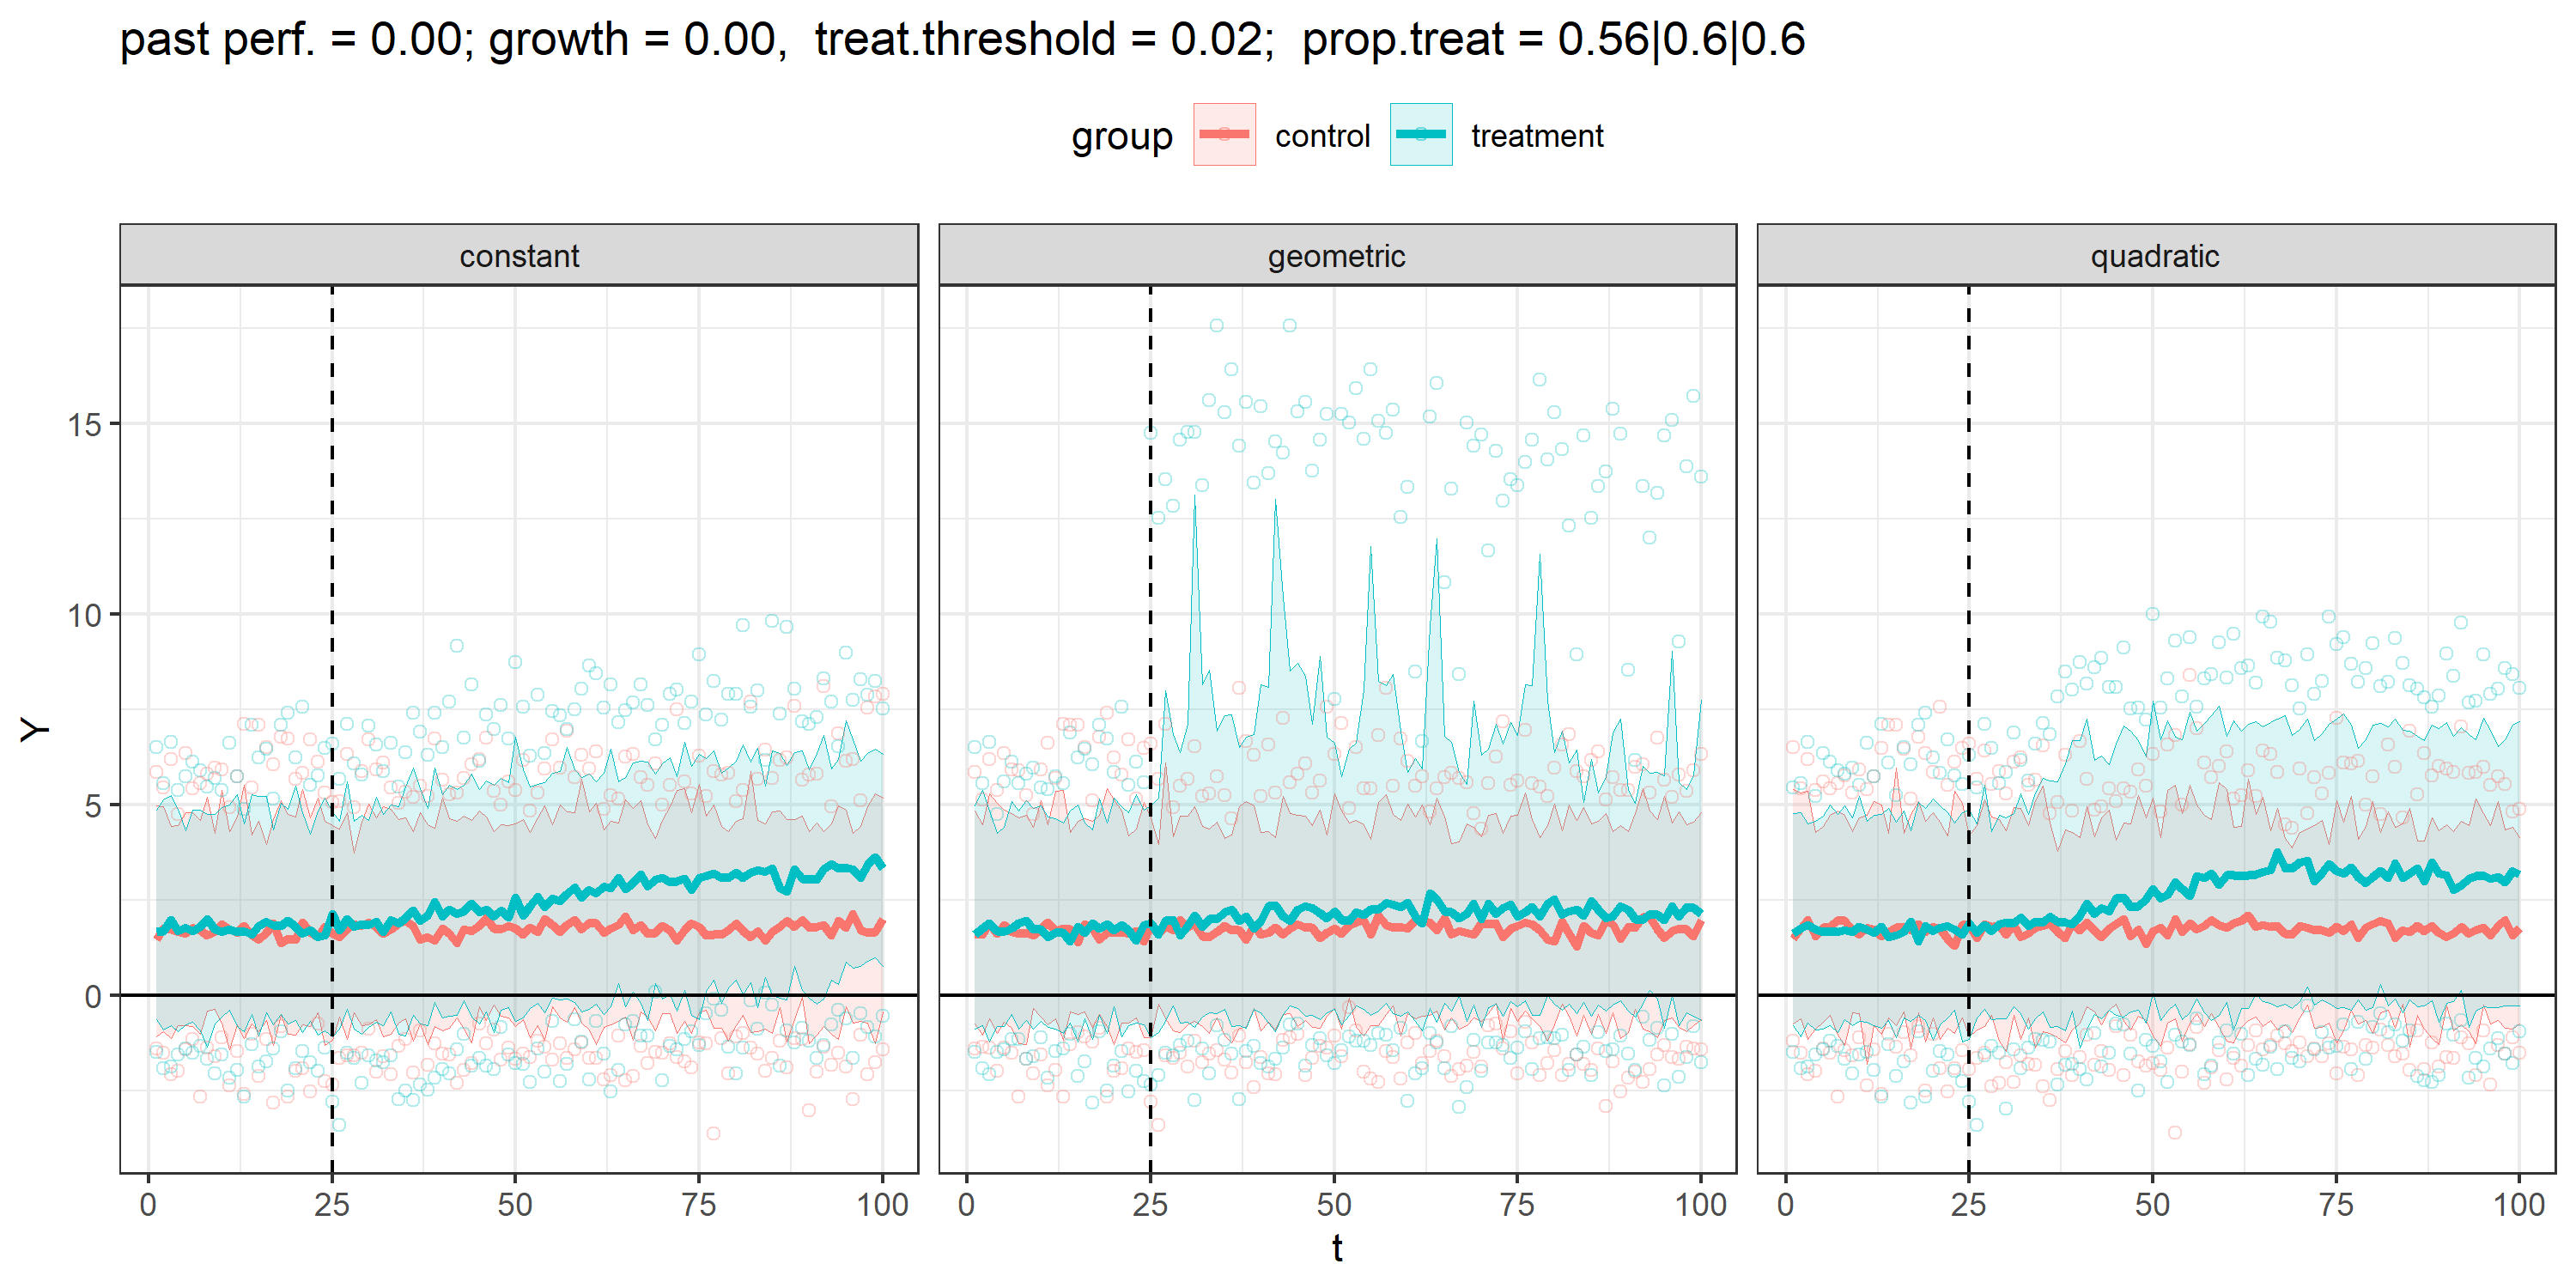 past perf. = 0.00; growth = 0.00,  treat.threshold = 0.02;  prop.treat = 0.56|0.6|0.6
group control treatment
constant geometric quadratic
Y
15
10
5
0
0 25 50 75 100 0 25 50 75 100 0 25 50 75 100
t